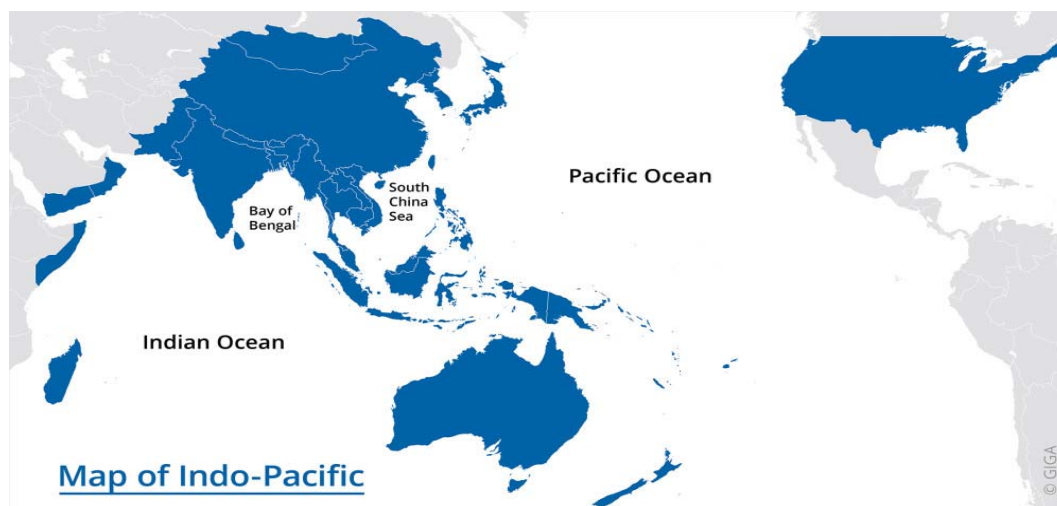 Pacific Ocean
South
China
Sea
Bay of
Bengal
Indian Ocean
Map of Indo-Pacific
© GIGA